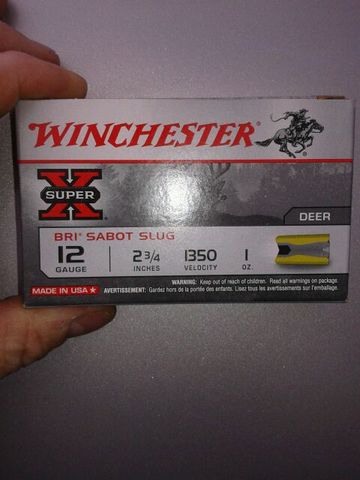 WINCHESTER
SUPER X
DEER
BRI® SABOT SLUG
12 2 3/4 1350 1
GAUGE INCHES VELOCITY OZ.
WARNING: Keep out of reach of children. Read all warnings on package.
MADE IN USA ★ AVERTISSEMENT: Gardez hors de la portée des enfants. Lisez tous les avertissements sur l'emballage.